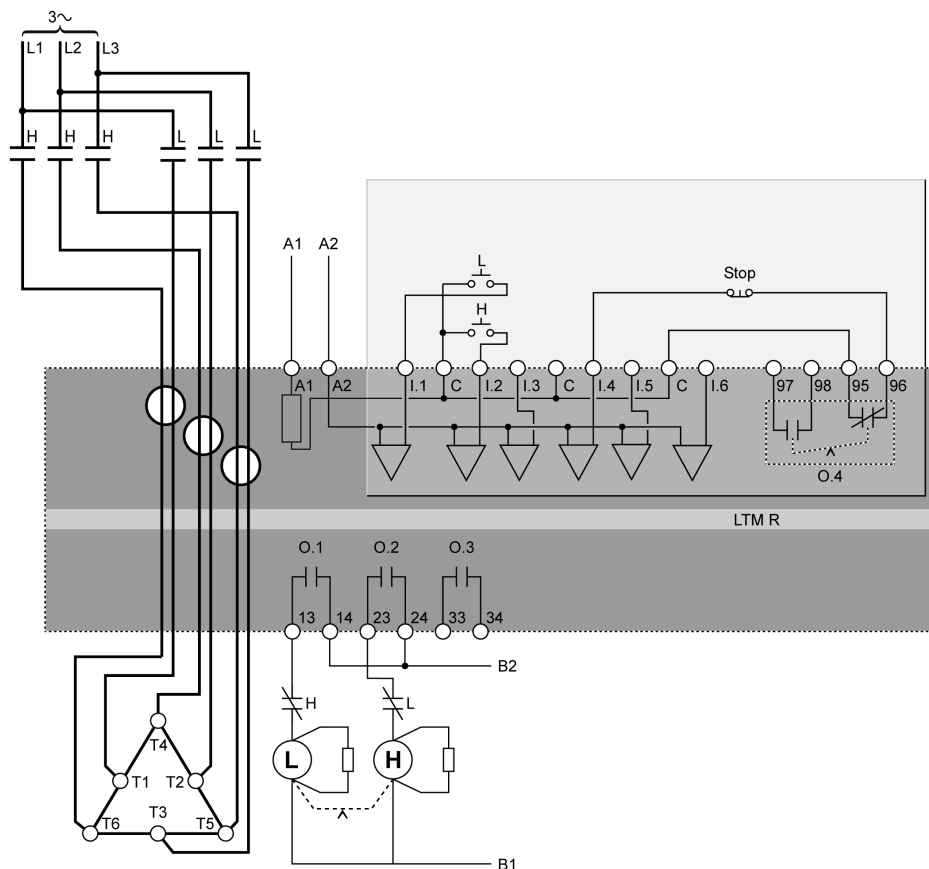 3~
L1 L2 L3
H H H L L L
A1 A2
L
H
Stop
A1 A2 I.1 C I.2 I.3 C I.4 I.5 C I.6 97 98 95 96
O.4
LTM R
O.1 O.2 O.3
13 14 23 24 33 34
B2
H L
L H
T4
T1 T2
T6 T3 T5
B1